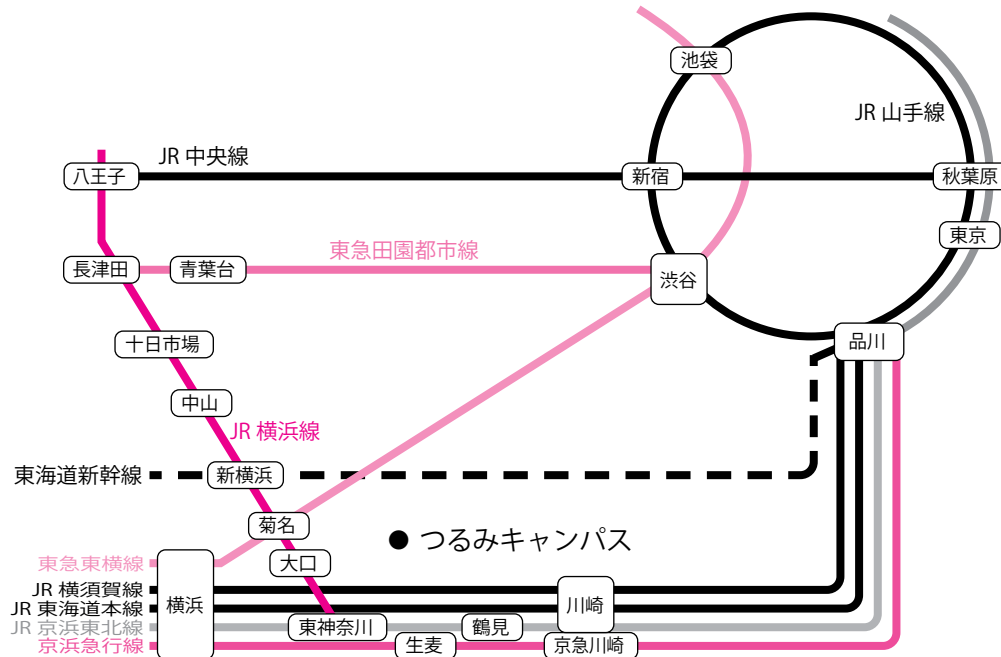 池袋
JR 山手線
JR 中央線
八王子
新宿
秋葉原
東京
東急田園都市線
長津田
青葉台
渋谷
十日市場
品川
中山
JR 横浜線
東海道新幹線
新横浜
菊名
● つるみキャンパス
東急東横線
大口
JR 横須賀線
横浜
川崎
JR 東海道本線
JR 京浜東北線
東神奈川
鶴見
京浜急行線
生麦
京急川崎